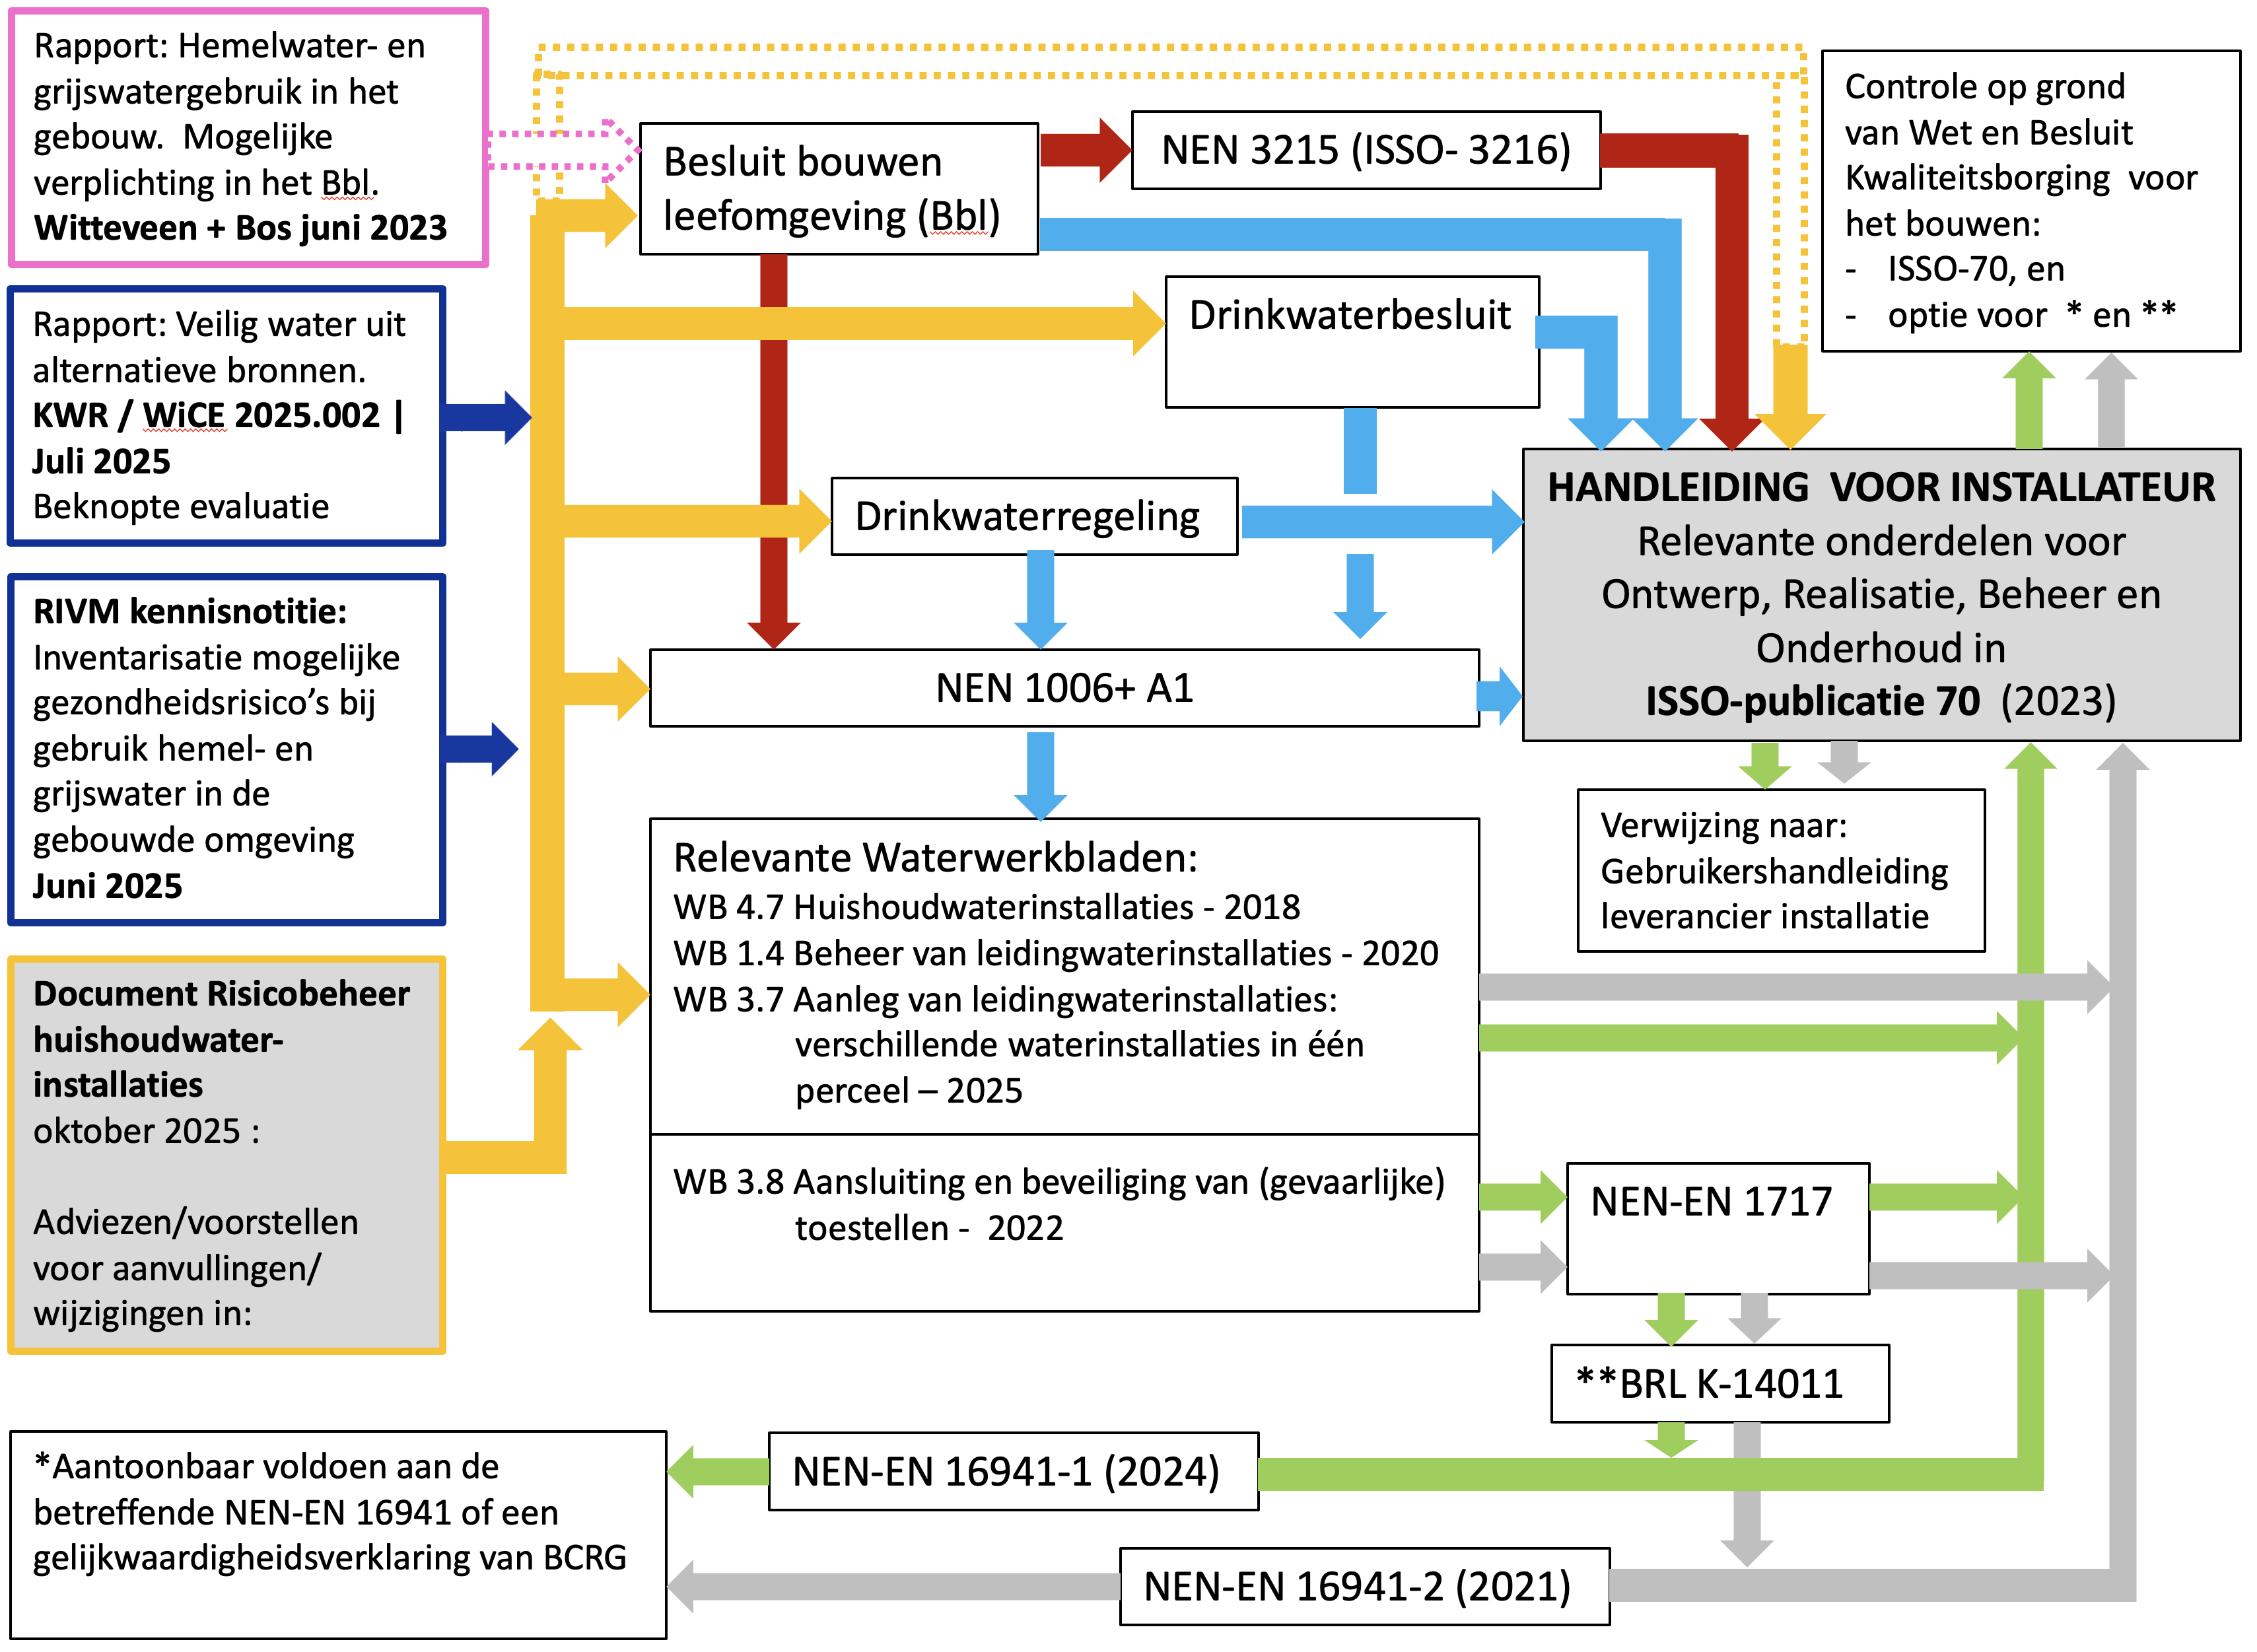 Rapport: Hemelwater- en
grijswatergebruik in het
gebouw.  Mogelijke
verplichting in het Bbl.
Witteveen + Bos juni 2023
Rapport: Veilig water uit
alternatieve bronnen.
KWR / WiCE 2025.002 |
Juli 2025
Beknopte evaluatie
RIVM kennisnotitie:
Inventarisatie mogelijke
gezondheidsrisico’s bij
gebruik hemel- en
grijswater in de
gebouwde omgeving
Juni 2025
Document Risicobeheer
huishoudwater-
installaties
oktober 2025 :
Adviezen/voorstellen
voor aanvullingen/
wijzigingen in:
Besluit bouwen
leefomgeving (Bbl)
NEN 3215 (ISSO- 3216)
Drinkwaterbesluit
Drinkwaterregeling
NEN 1006+ A1
Relevante Waterwerkbladen:
WB 4.7 Huishoudwaterinstallaties - 2018
WB 1.4 Beheer van leidingwaterinstallaties - 2020
WB 3.7 Aanleg van leidingwaterinstallaties:
verschillende waterinstallaties in één
perceel – 2025
WB 3.8 Aansluiting en beveiliging van (gevaarlijke)
toestellen -  2022
Controle op grond
van Wet en Besluit
Kwaliteitsborging  voor
het bouwen:
-   ISSO-70, en
-   optie voor  * en **
HANDLEIDING  VOOR INSTALLATEUR
Relevante onderdelen voor
Ontwerp, Realisatie, Beheer en
Onderhoud in
ISSO-publicatie 70  (2023)
Verwijzing naar:
Gebruikershandleiding
leverancier installatie
NEN-EN 1717
**BRL K-14011
NEN-EN 16941-1 (2024)
NEN-EN 16941-2 (2021)
*Aantoonbaar voldoen aan de
betreffende NEN-EN 16941 of een
gelijkwaardigheidsverklaring van BCRG